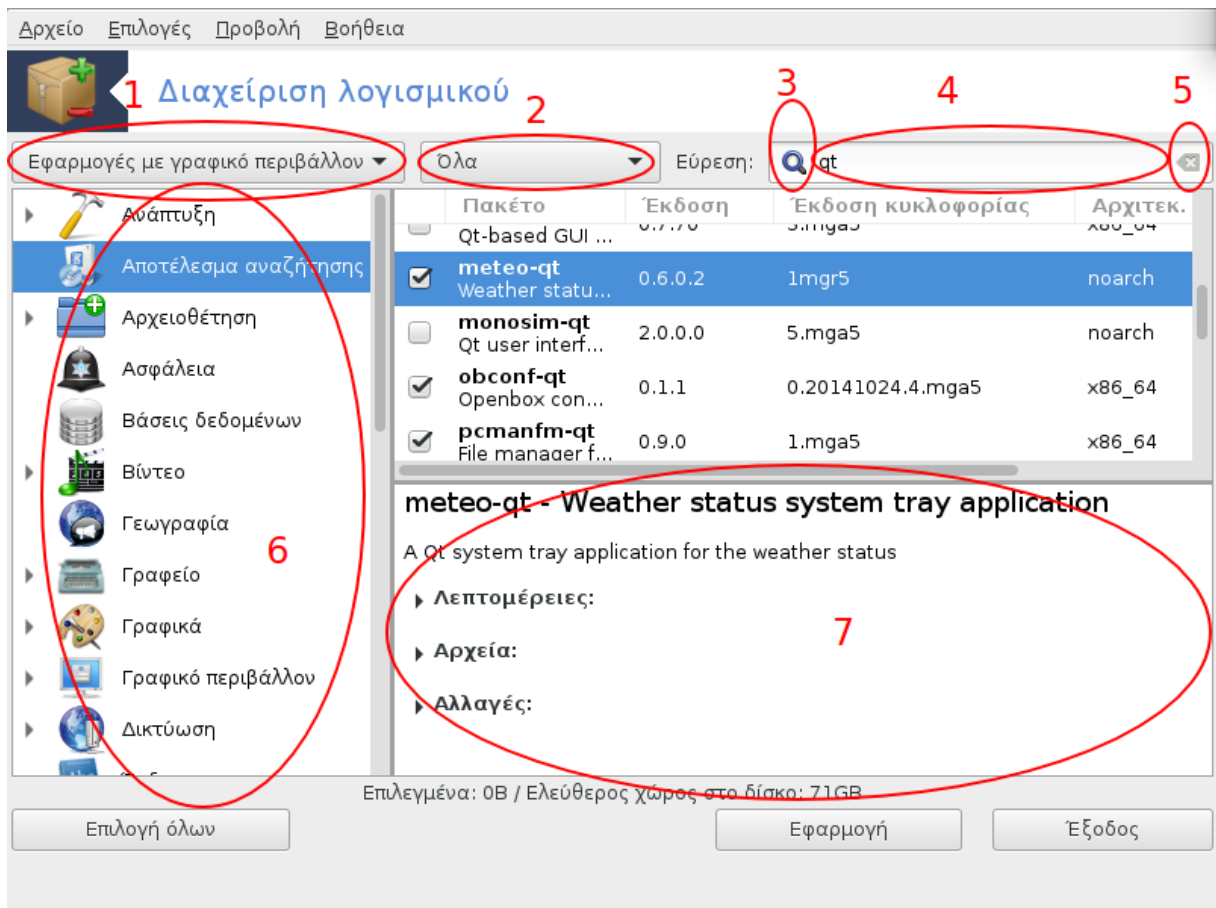 Αρχείο Επιλογές Προβολή Βοήθεια
1 Διαχείριση λογισμικού 2 3 4 5
Εφαρμογές με γραφικό περιβάλλον Όλα Εύρεση: qt
Ανάπτυξη
Αποτέλεσμα αναζήτησης
Αρχειοθέτηση
Ασφάλεια
Βάσεις δεδομένων
Βίντεο
Γεωγραφία
6
Γραφείο
Γραφικά
Γραφικό περιβάλλον
Δικτύωση
Πακέτο Έκδοση Έκδοση κυκλοφορίας Αρχιτεκ.
Qt-based GUI ...
meteo-qt 0.6.0.2 1mgr5 noarch
Weather statu...
monosim-qt 2.0.0.0 5.mga5 noarch
Qt user interf...
obconf-qt 0.1.1 0.20141024.4.mga5 x86_64
Openbox con...
pcmanfm-qt 0.9.0 1.mga5 x86_64
File manager f...
meteo-qt - Weather status system tray application
A Qt system tray application for the weather status
Λεπτομέρειες:
7
Αρχεία:
Αλλαγές:
Επιλεγμένα: 0B / Ελεύθερος χώρος στο δίσκο: 71GB
Επιλογή όλων Εφαρμογή Έξοδος